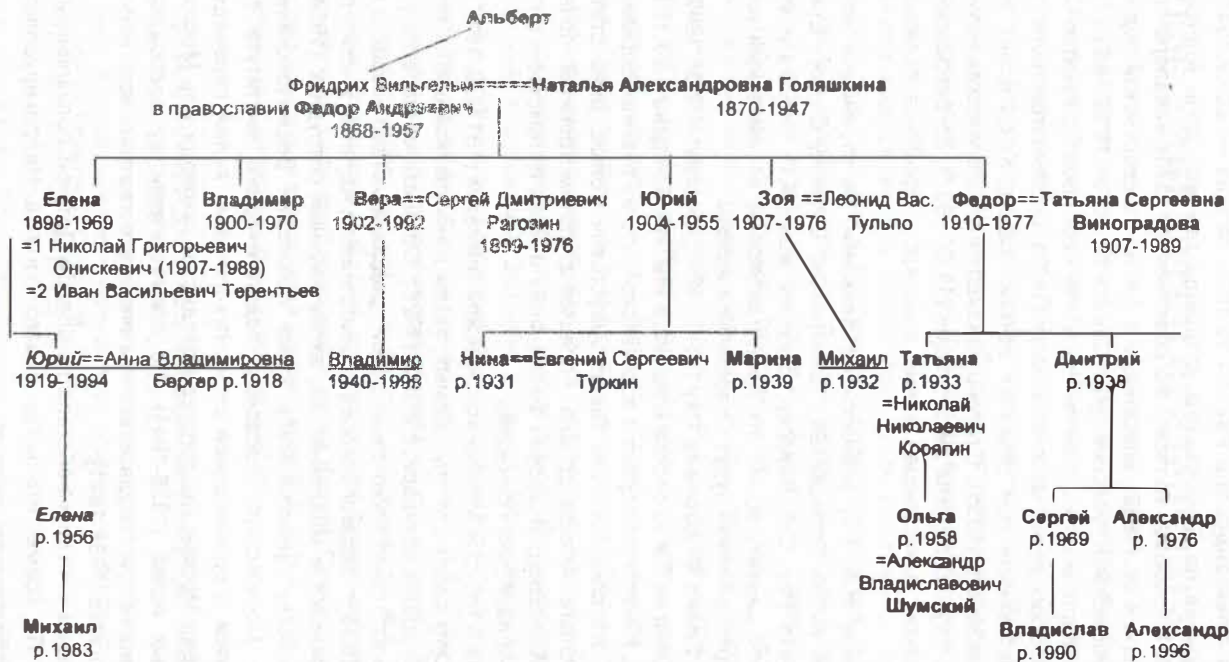 Альберт
Фридрих Вильгельм=====Наталья Александровна Голяшкина
в православии Федор Андреевич 1870-1947
1868-1957
Елена Владимир Вера==Сергей Дмитриевич Юрий Зоя ==Леонид Вас. Федор==Татьяна Сергеевна
1898-1969 1900-1970 1902-1992 Рагозин 1904-1955 1907-1976 Тульпо 1910-1977 Виноградова
=1 Николай Григорьевич 1899-1976 1907-1989
Онискевич (1907-1989)
=2 Иван Васильевич Терентьев
Юрий==Анна Владимировна Владимир Нина==Евгений Сергеевич Марина Михаил Татьяна Дмитрий
1919-1994 Бергар р.1918 1940-1998 р.1931 Туркин р.1939 р.1932 р.1933 р.1938
=Николай
Николаевич
Корягин
Елена Ольга Сергей Александр
р.1956 р.1958 р.1969 р. 1976
=Александр
Владиславович
Шумский
Михаил Владислав Александр
р.1983 р.1990 р.1996